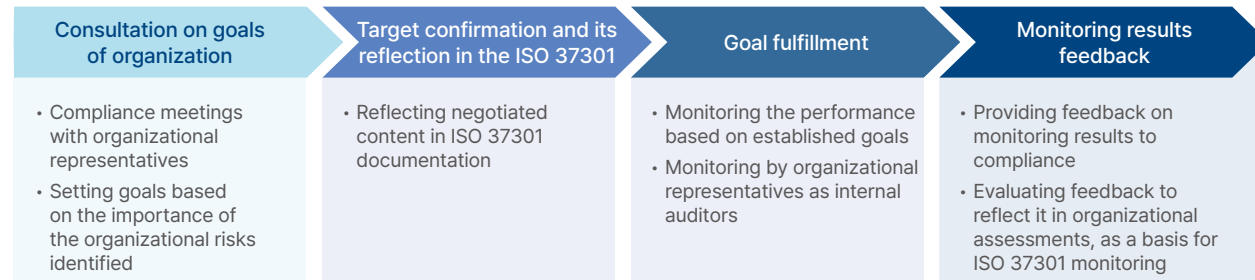 Consultation on goals
of organization
• Compliance meetings
with organizational
representatives
• Setting goals based
on the importance of
the organizational risks
identified
Target confirmation and its
reflection in the ISO 37301
• Reflecting negotiated
content in ISO 37301
documentation
Goal fulfillment
• Monitoring the performance
based on established goals
• Monitoring by organizational
representatives as internal
auditors
Monitoring results
feedback
• Providing feedback on
monitoring results to
compliance
• Evaluating feedback to
reflect it in organizational
assessments, as a basis for
ISO 37301 monitoring